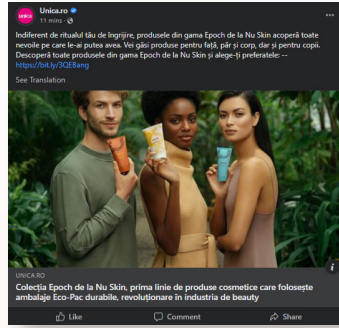 unica
Unica.ro
11 mins ·
Indiferent de ritualul tău de îngrijire, produsele din gama Epoch de la Nu Skin acoperă toate
nevoile pe care le-ai putea avea. Vei găsi produse pentru față, păr și corp, dar și pentru copii.
Descoperă toate produsele din gama Epoch de la Nu Skin și alege-ți preferatele: --
https://bit.ly/3QEBang
See Translation
UNICA.RO
Colecția Epoch de la Nu Skin, prima linie de produse cosmetice care folosește
ambalaje Eco-Pac durabile, revoluționare în industria de beauty
Like Comment Share